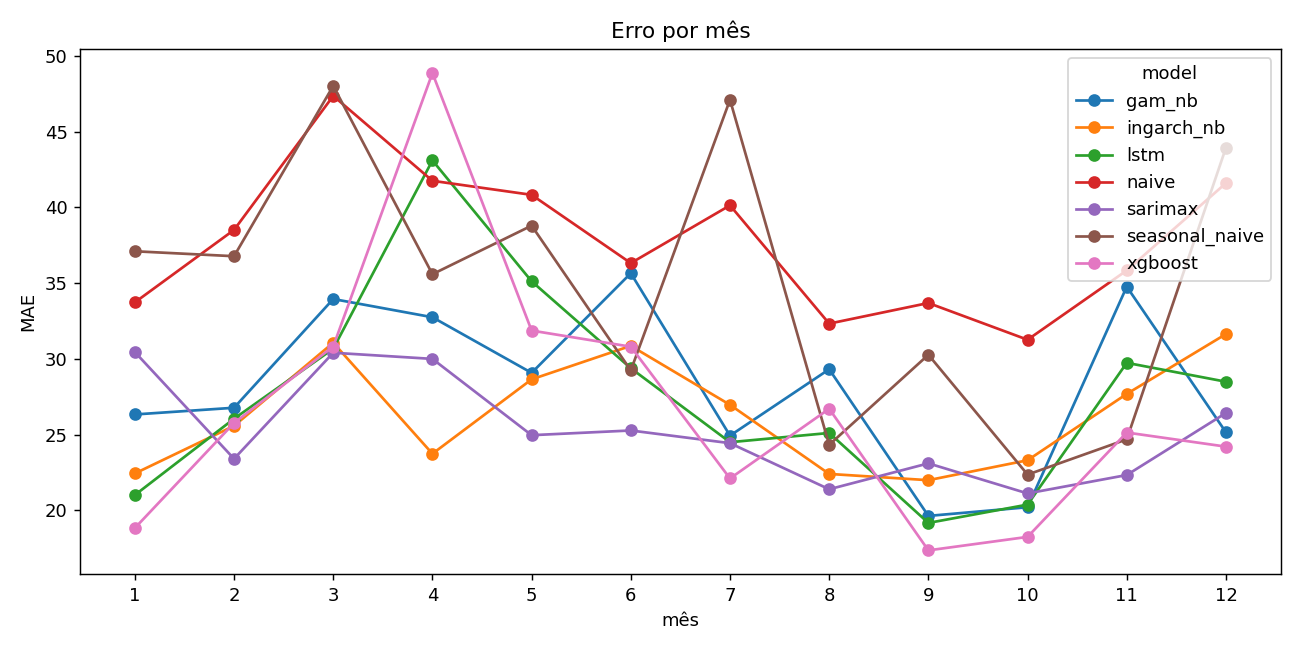 Erro por mês
50
45
40
35
30
25
20
MAE
model
gam_nb
ingarch_nb
lstm
naive
sarimax
seasonal_naive
xgboost
1 2 3 4 5 6 7 8 9 10 11 12
mês